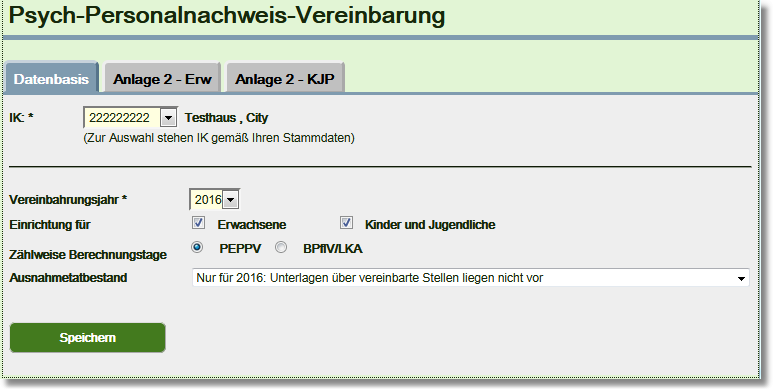 Psych-Personalnachweis-Vereinbarung
Datenbasis Anlage 2 - Erw Anlage 2 - KJP
IK: * 222222222 Testhaus , City
(Zur Auswahl stehen IK gemäß Ihren Stammdaten)
Vereinbahrungsjahr * 2016
Einrichtung für Erwachsene Kinder und Jugendliche
Zählweise Berechnungstage PEPPV BPflV/LKA
Ausnahmetatbestand Nur für 2016: Unterlagen über vereinbarte Stellen liegen nicht vor
Speichern